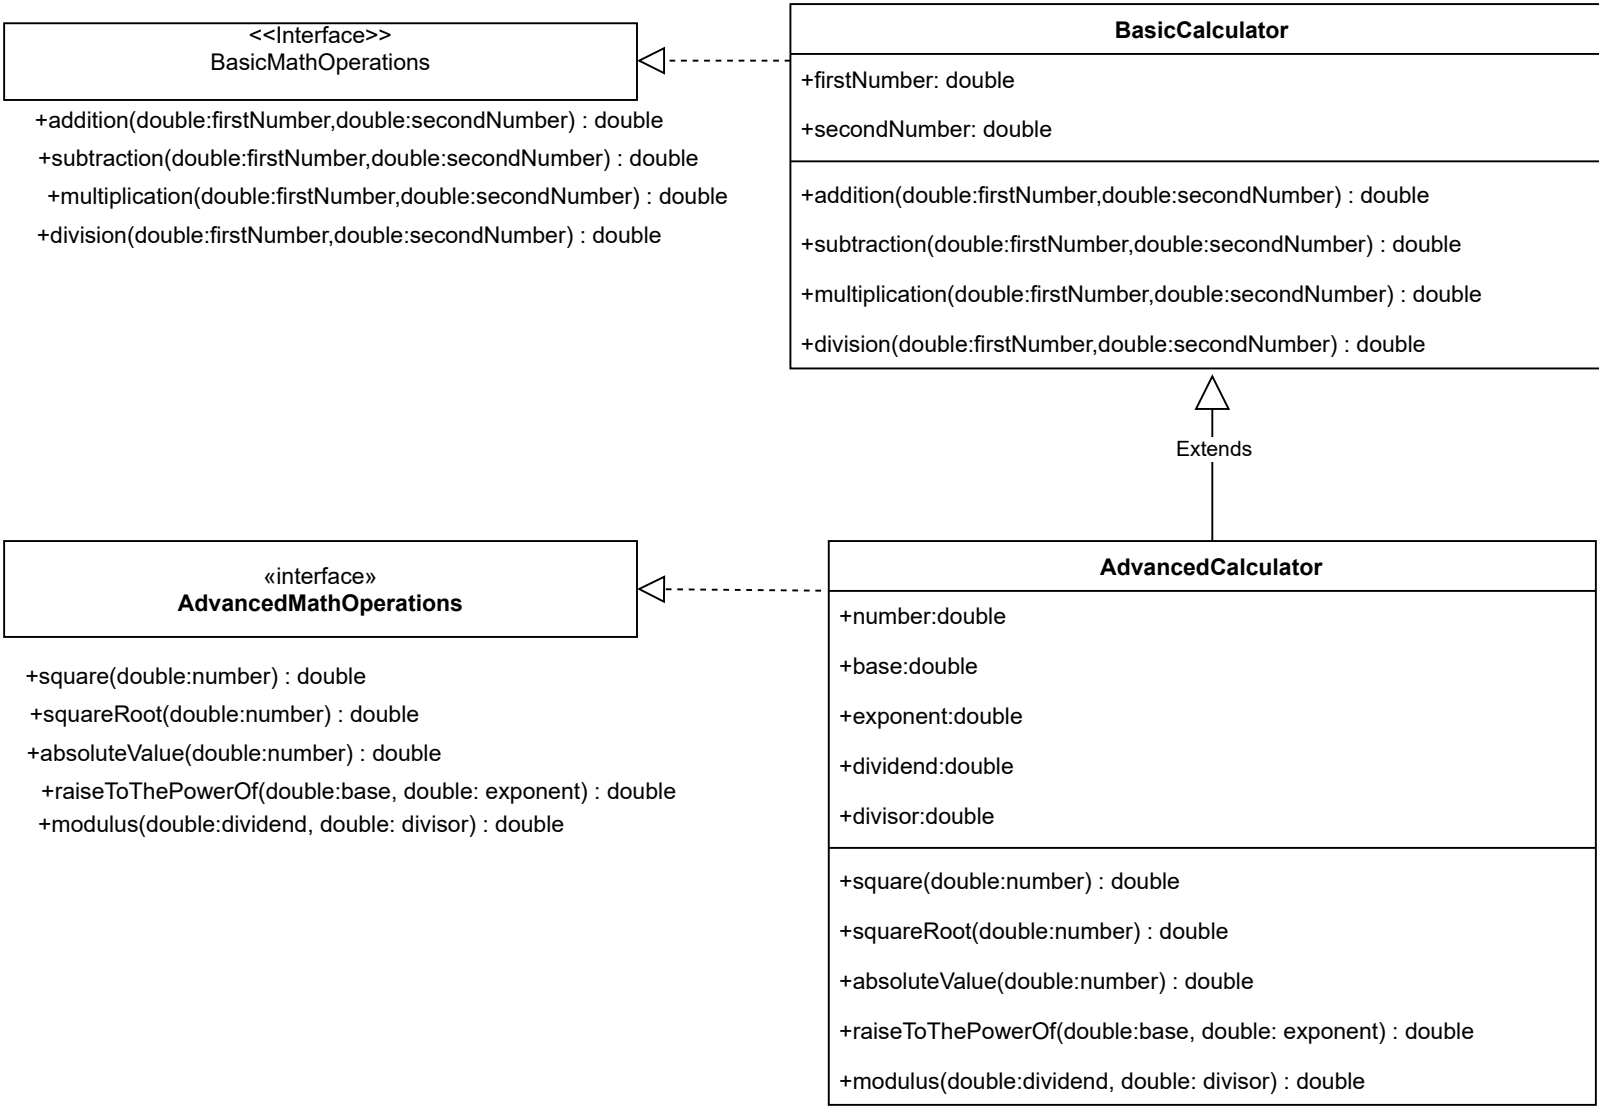 <<Interface>>
BasicMathOperations
+addition(double:firstNumber,double:secondNumber) : double
+subtraction(double:firstNumber,double:secondNumber) : double
+multiplication(double:firstNumber,double:secondNumber) : double
+division(double:firstNumber,double:secondNumber) : double
BasicCalculator
+firstNumber: double
+secondNumber: double
+addition(double:firstNumber,double:secondNumber) : double
+subtraction(double:firstNumber,double:secondNumber) : double
+multiplication(double:firstNumber,double:secondNumber) : double
+division(double:firstNumber,double:secondNumber) : double
Extends
«interface»
AdvancedMathOperations
+square(double:number) : double
+squareRoot(double:number) : double
+absoluteValue(double:number) : double
+raiseToThePowerOf(double:base, double: exponent) : double
+modulus(double:dividend, double: divisor) : double
AdvancedCalculator
+number:double
+base:double
+exponent:double
+dividend:double
+divisor:double
+square(double:number) : double
+squareRoot(double:number) : double
+absoluteValue(double:number) : double
+raiseToThePowerOf(double:base, double: exponent) : double
+modulus(double:dividend, double: divisor) : double